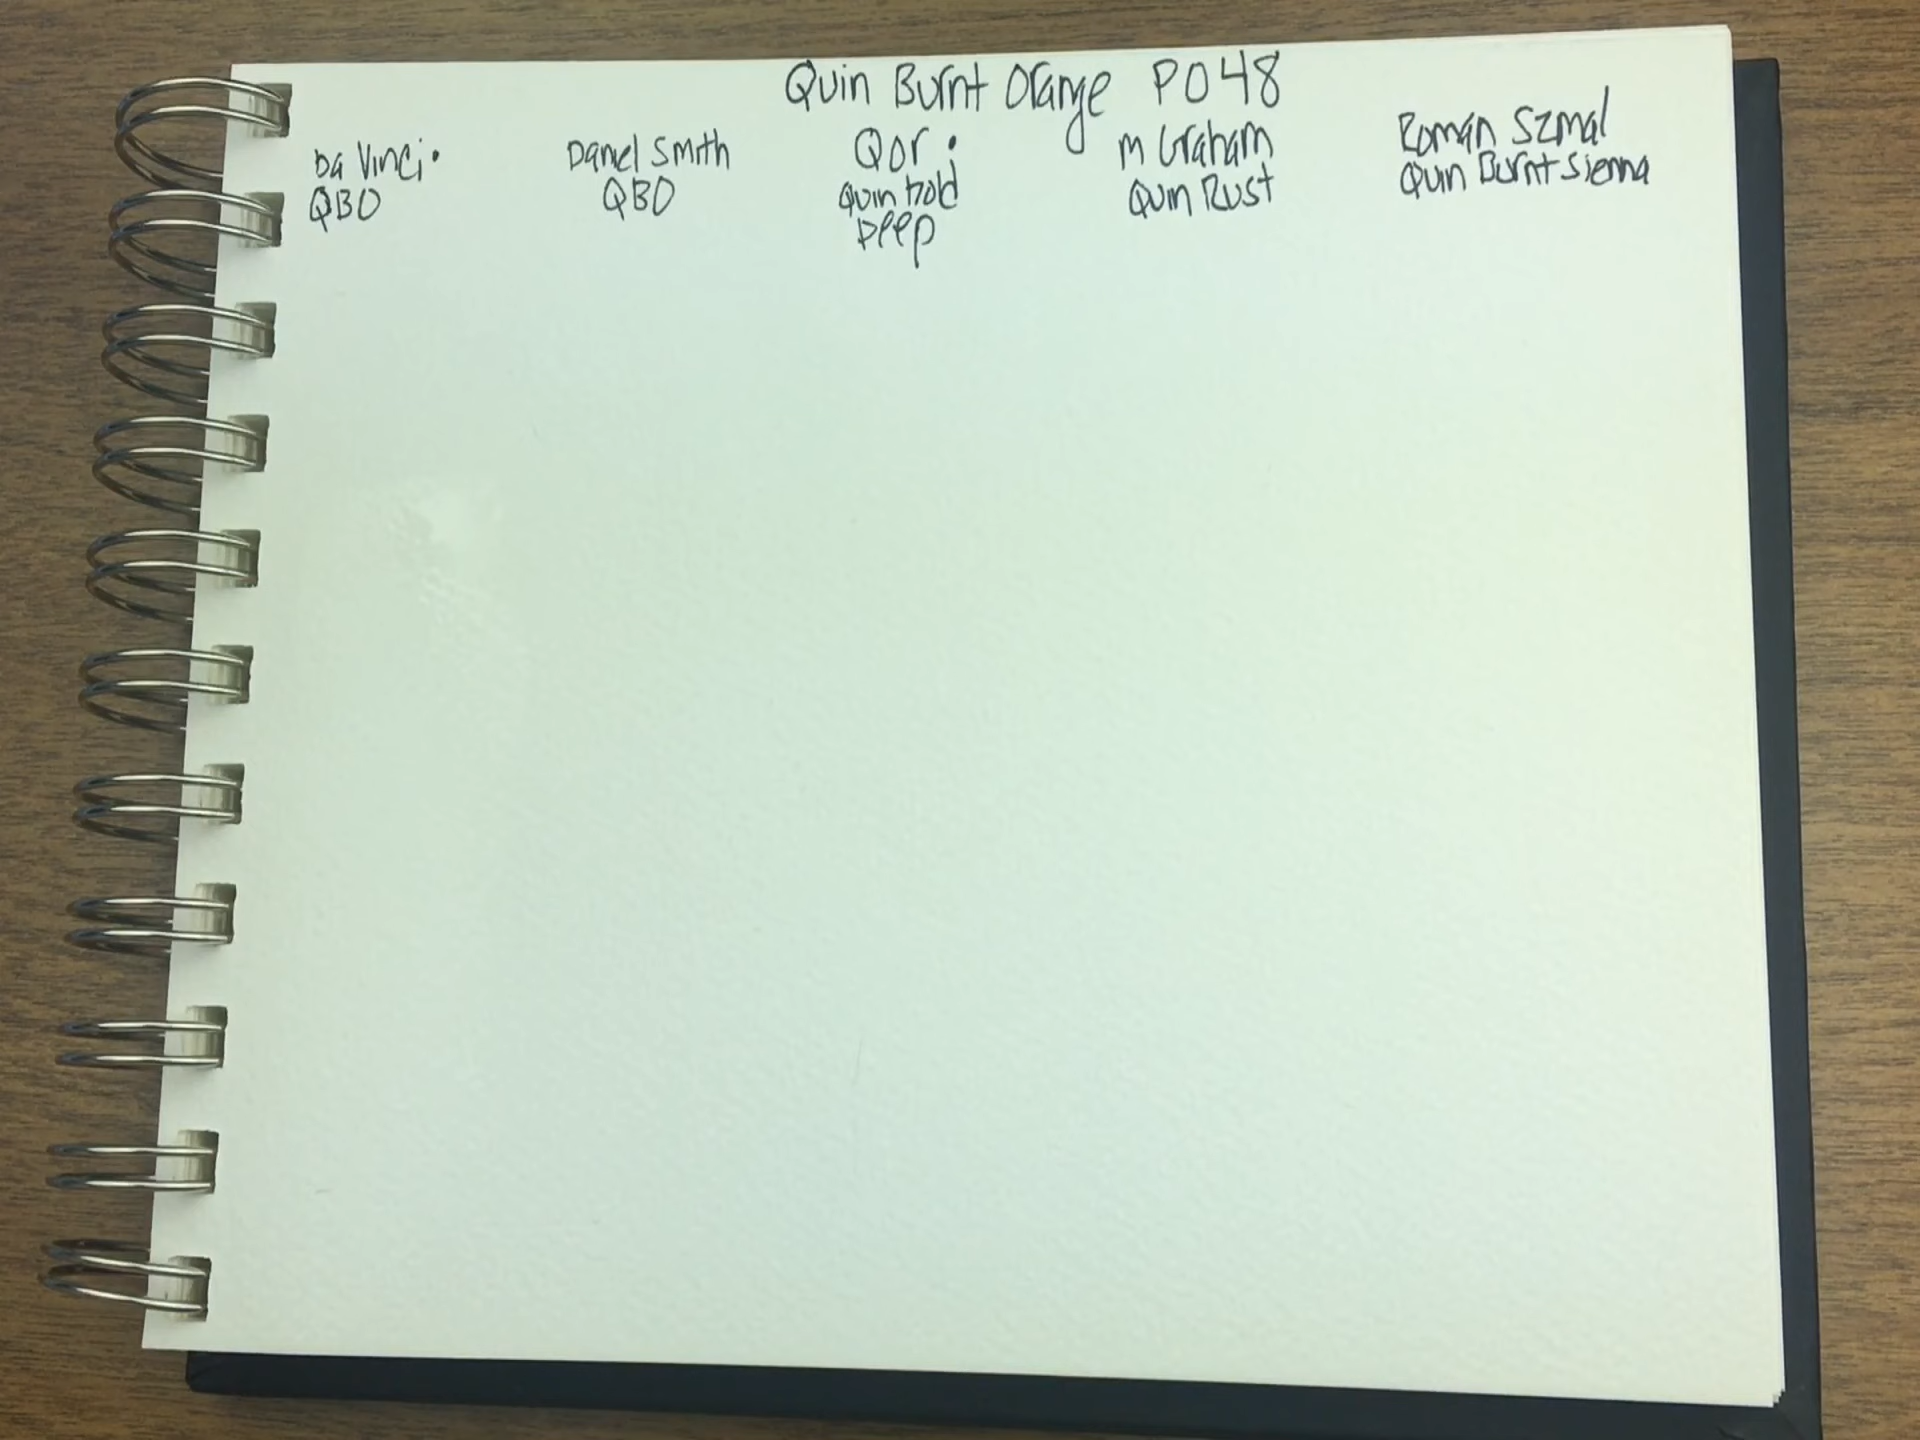 Quin Burnt Orange PO48
Da Vinci •
QBO
Daniel Smith
QBO
Qor •
Quin Gold
Deep
M Graham
Quin Rust
Roman Szmal
Quin Burnt Sienna